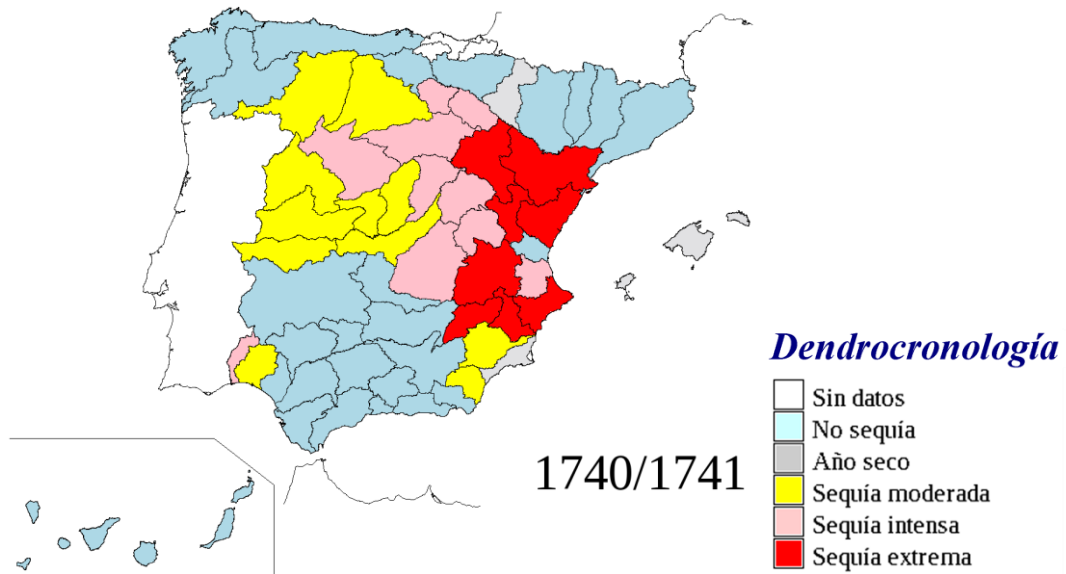 Dendrocronología
Sin datos
No sequía
Año seco
1740/1741
Sequía moderada
Sequía intensa
Sequía extrema